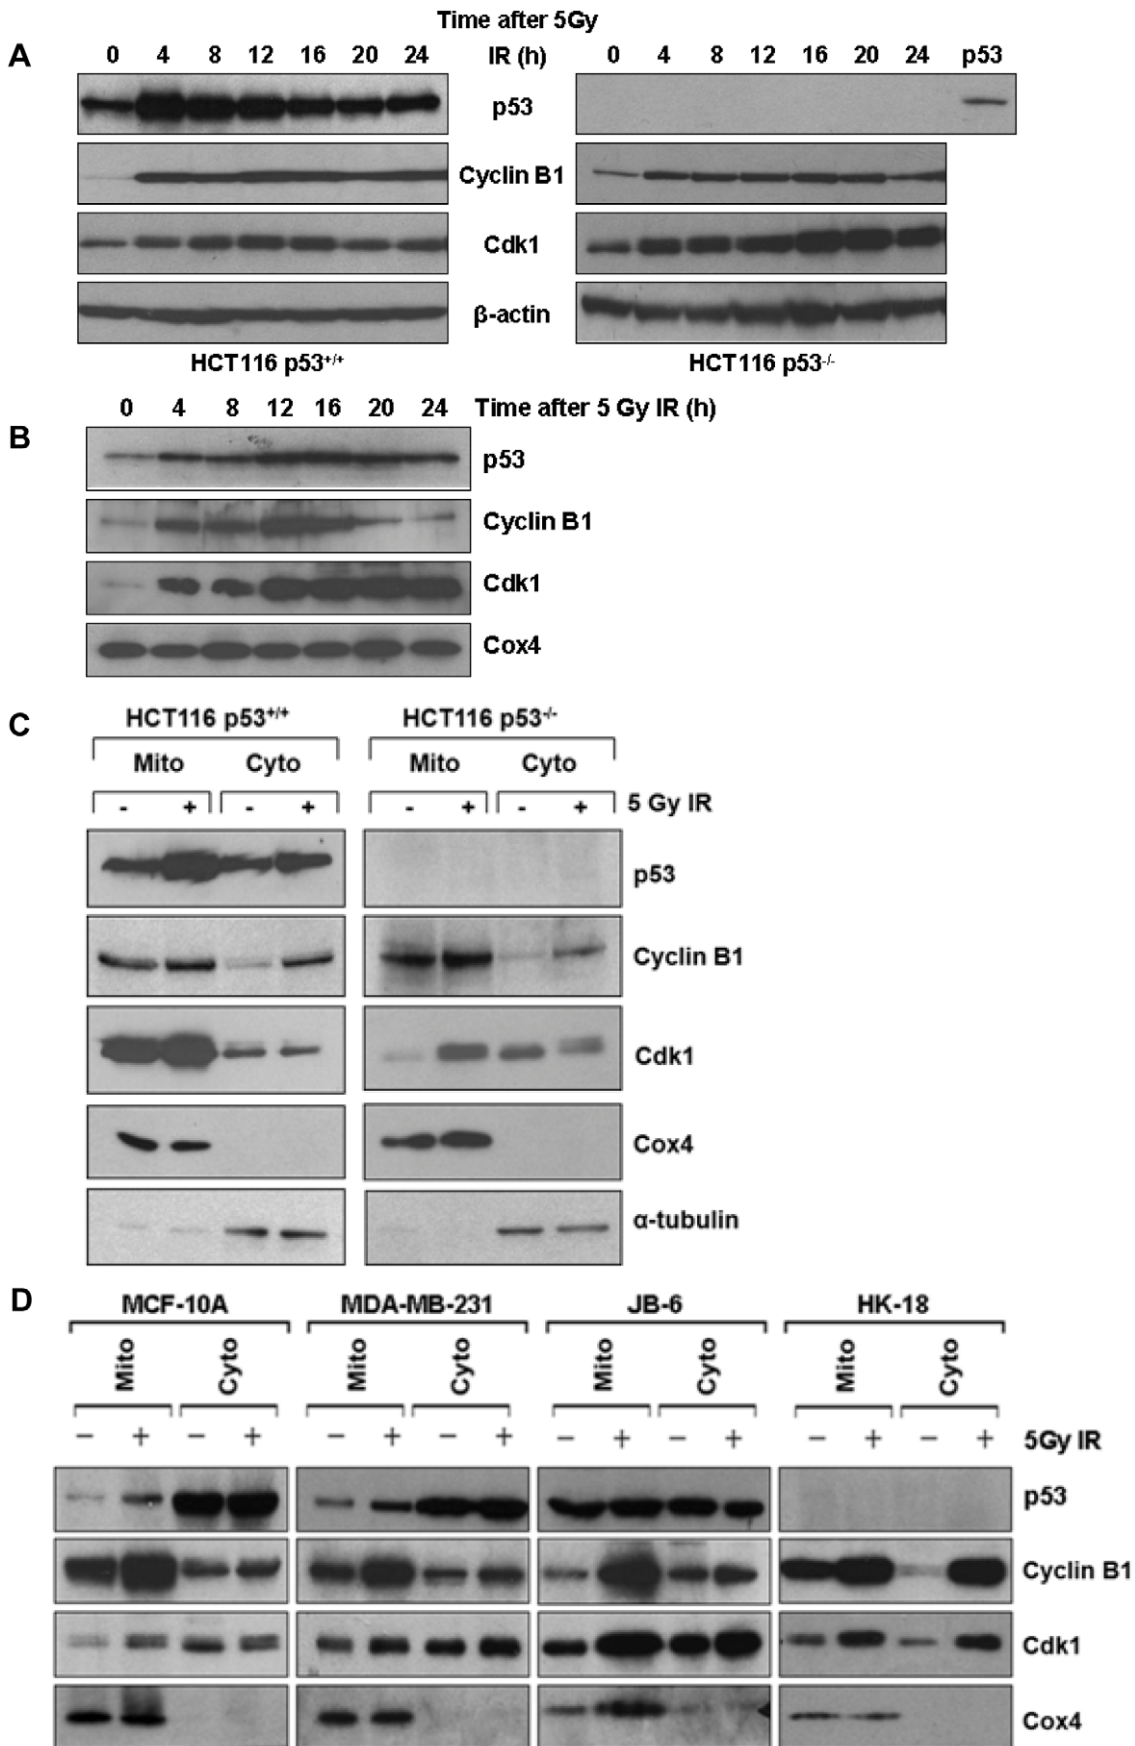 Time after 5Gy
A 0 4 8 12 16 20 24 IR (h) 0 4 8 12 16 20 24 p53
p53
Cyclin B1
Cdk1
β-actin
HCT116 p53+/+ HCT116 p53-/-
0 4 8 12 16 20 24 Time after 5 Gy IR (h)
B
p53
Cyclin B1
Cdk1
Cox4
C HCT116 p53+/+ HCT116 p53-/-
Mito Cyto Mito Cyto
- + - + - + - + 5 Gy IR
p53
Cyclin B1
Cdk1
Cox4
α-tubulin
D MCF-10A MDA-MB-231 JB-6 HK-18
Mito Cyto Mito Cyto Mito Cyto Mito Cyto
− + − + − + − + − + − + − + − + 5Gy IR
p53
Cyclin B1
Cdk1
Cox4